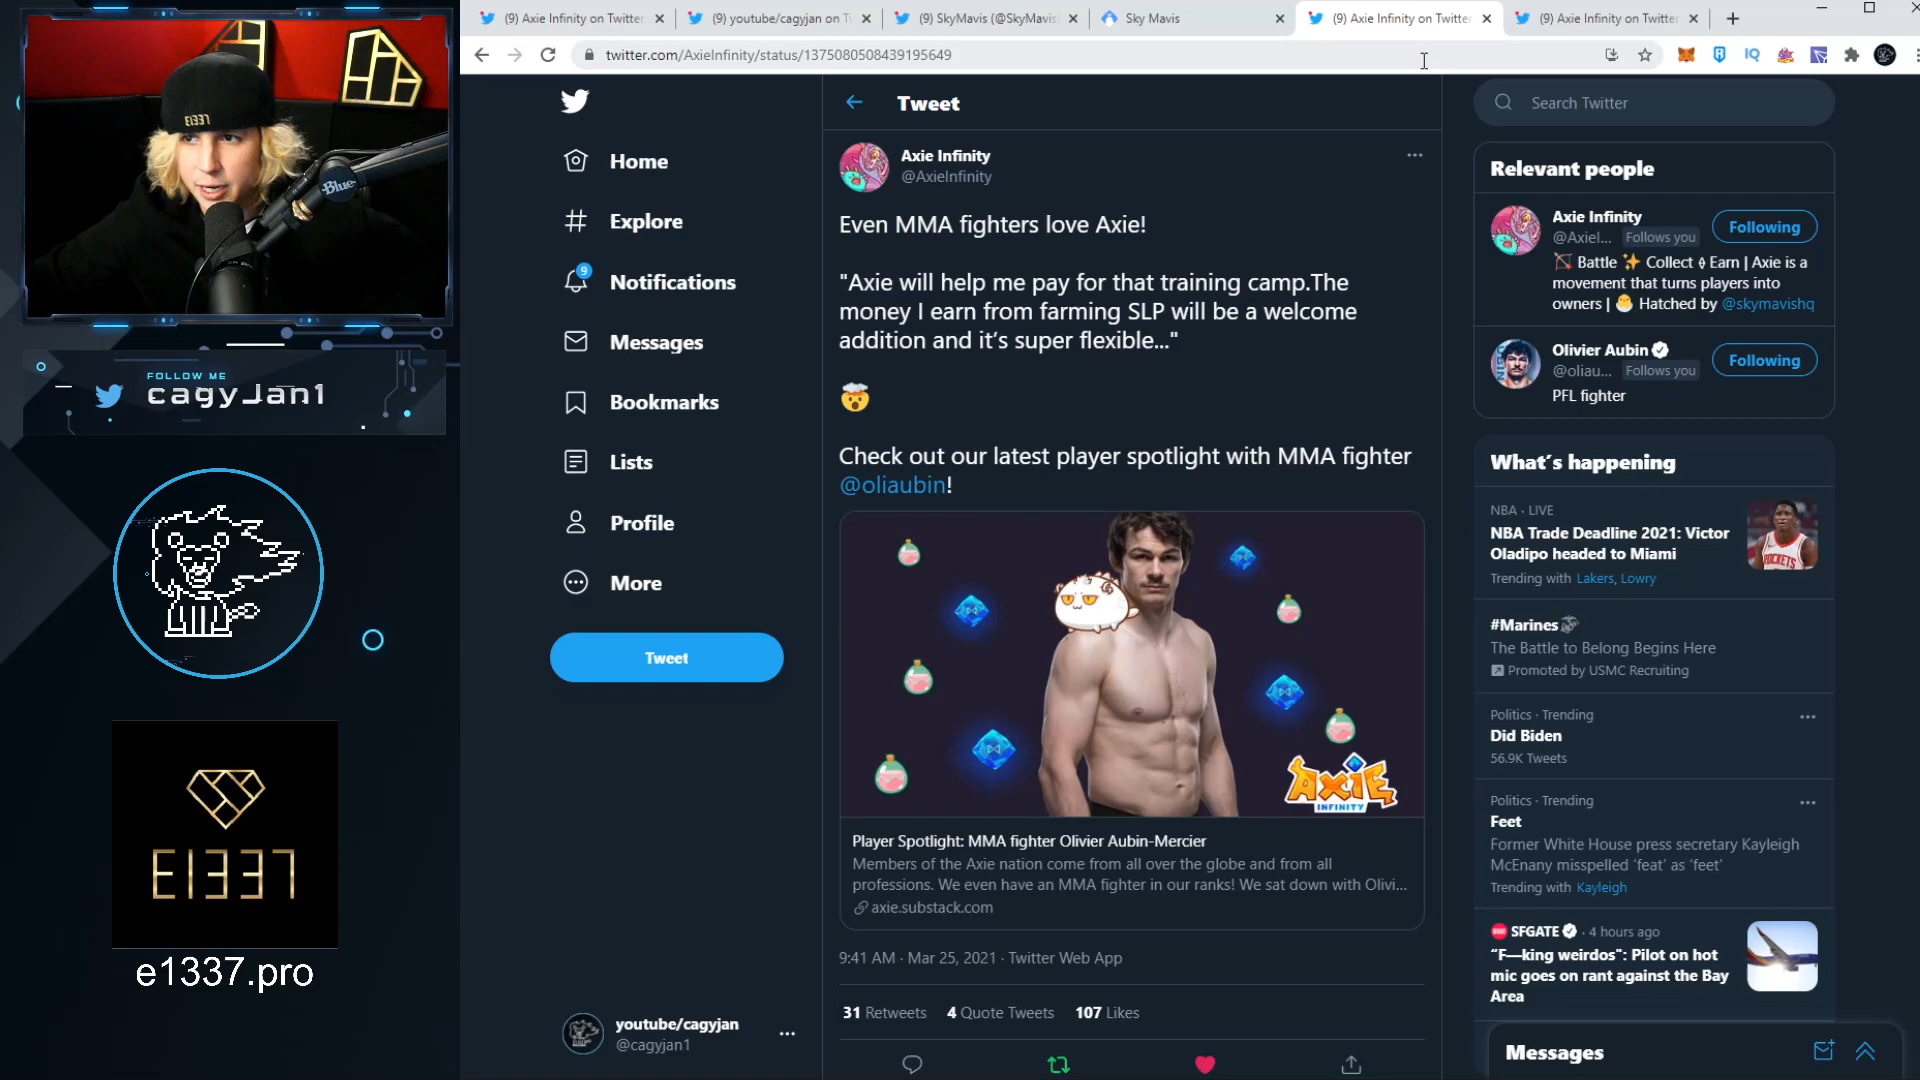 (9) Axie Infinity on Twitter
(9) youtube/cagyjan on T
(9) SkyMavis (@SkyMavis
Sky Mavis
(9) Axie Infinity on Twitter
(9) Axie Infinity on Twitte
twitter.com/AxieInfinity/status/1375080508439195649
E1337
Blue
FOLLOW ME
cagyJan1
E1337
e1337.pro
Home
Explore
9
Notifications
Messages
Bookmarks
Lists
Profile
More
Tweet
youtube/cagyjan
@cagyjan1
Tweet
Axie Infinity
@AxieInfinity
Even MMA fighters love Axie!
"Axie will help me pay for that training camp.The
money I earn from farming SLP will be a welcome
addition and it's super flexible..."
🤯
Check out our latest player spotlight with MMA fighter
@oliaubin!
AXIE
INFINITY
Player Spotlight: MMA fighter Olivier Aubin-Mercier
Members of the Axie nation come from all over the globe and from all
professions. We even have an MMA fighter in our ranks! We sat down with Olivi...
axie.substack.com
9:41 AM · Mar 25, 2021 · Twitter Web App
31 Retweets 4 Quote Tweets 107 Likes
Search Twitter
Relevant people
Axie Infinity
@Axiel... Follows you
Following
Battle ✨ Collect ⚱ Earn | Axie is a
movement that turns players into
owners | 🐣 Hatched by @skymavishq
Olivier Aubin
@oliau... Follows you
Following
PFL fighter
What's happening
NBA · LIVE
NBA Trade Deadline 2021: Victor
Oladipo headed to Miami
Trending with Lakers, Lowry
ROCKETS
#Marines
The Battle to Belong Begins Here
Promoted by USMC Recruiting
Politics · Trending
Did Biden
56.9K Tweets
Politics · Trending
Feet
Former White House press secretary Kayleigh
McEnany misspelled 'feat' as 'feet'
Trending with Kayleigh
SFGATE · 4 hours ago
"F—king weirdos": Pilot on hot
mic goes on rant against the Bay
Area
Messages